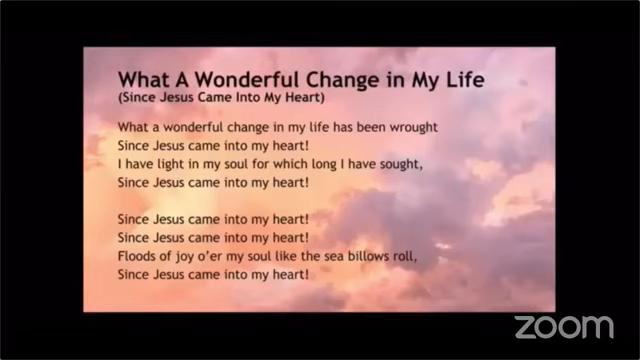 What A Wonderful Change in My Life
(Since Jesus Came Into My Heart)
What a wonderful change in my life has been wrought
Since Jesus came into my heart!
I have light in my soul for which long I have sought,
Since Jesus came into my heart!
Since Jesus came into my heart!
Since Jesus came into my heart!
Floods of joy o'er my soul like the sea billows roll,
Since Jesus came into my heart!
zoom